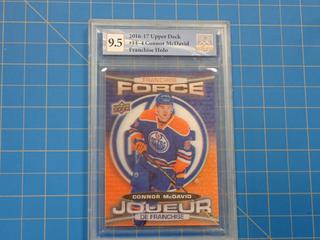 9.5
2016-17 Upper Deck
#FF-4 Connor McDavid
Franchise Holo
FRANCHISE
FORCE
CONNOR McDAVID
JOUEUR
DE FRANCHISE